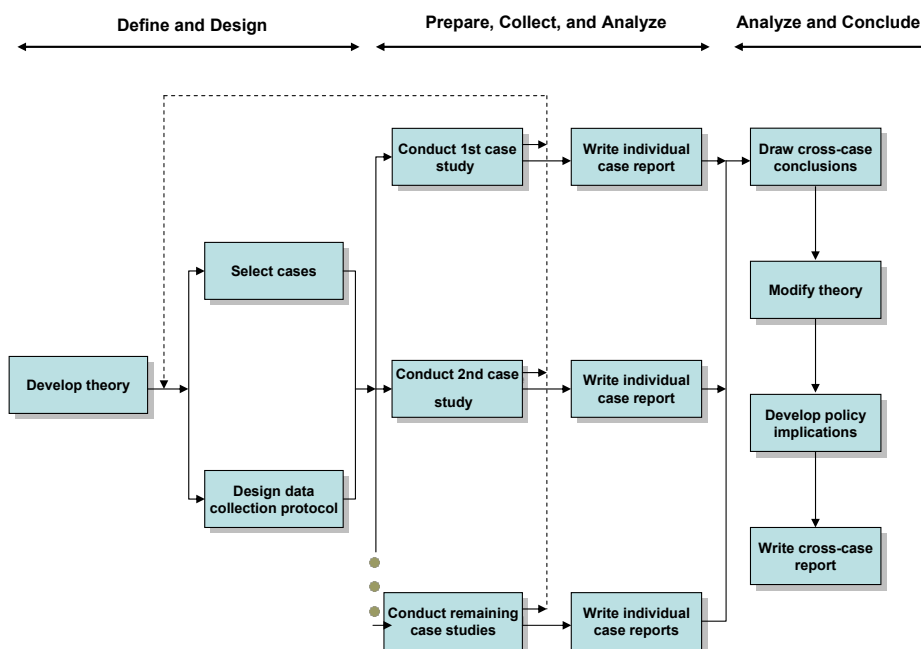 Define and Design
Prepare, Collect, and Analyze
Analyze and Conclude
Conduct 1st case
study
Write individual
case report
Draw cross-case
conclusions
Select cases
Modify theory
Develop theory
Conduct 2nd case
study
Write individual
case report
Develop policy
implications
Design data
collection protocol
Write cross-case
report
Conduct remaining
case studies
Write individual
case reports